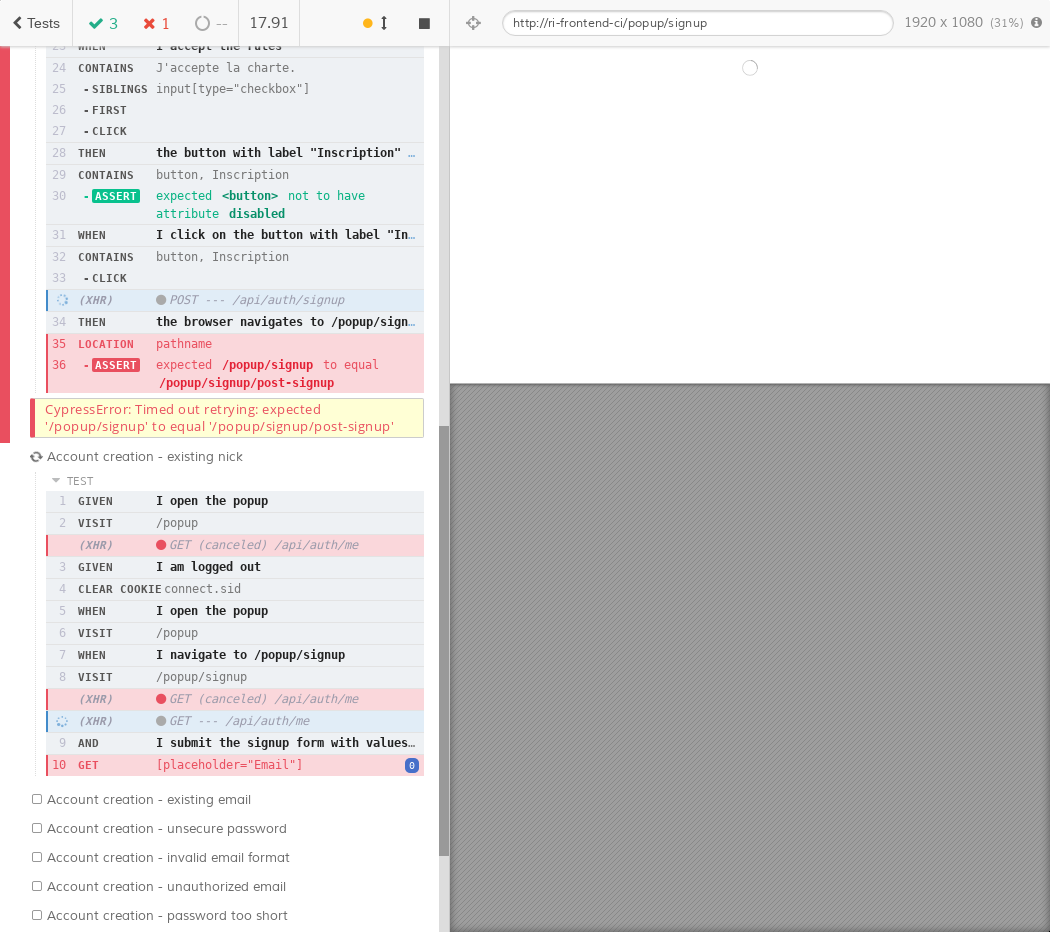 Tests 3 1 -- 17.91 http://ri-frontend-ci/popup/signup 1920 x 1080 (31%)
23 WHEN I accept the rules
24 CONTAINS J'accepte la charte.
25 - SIBLINGS input[type="checkbox"]
26 - FIRST
27 - CLICK
28 THEN the button with label "Inscription" …
29 CONTAINS button, Inscription
30 - ASSERT expected <button> not to have
attribute disabled
31 WHEN I click on the button with label "In…
32 CONTAINS button, Inscription
33 - CLICK
(XHR) POST --- /api/auth/signup
34 THEN the browser navigates to /popup/sign…
35 LOCATION pathname
36 - ASSERT expected /popup/signup to equal
/popup/signup/post-signup
CypressError: Timed out retrying: expected
'/popup/signup' to equal '/popup/signup/post-signup'
Account creation - existing nick
TEST
1 GIVEN I open the popup
2 VISIT /popup
(XHR) GET (canceled) /api/auth/me
3 GIVEN I am logged out
4 CLEAR COOKIE connect.sid
5 WHEN I open the popup
6 VISIT /popup
7 WHEN I navigate to /popup/signup
8 VISIT /popup/signup
(XHR) GET (canceled) /api/auth/me
(XHR) GET --- /api/auth/me
9 AND I submit the signup form with values…
10 GET [placeholder="Email"] 0
Account creation - existing email
Account creation - unsecure password
Account creation - invalid email format
Account creation - unauthorized email
Account creation - password too short